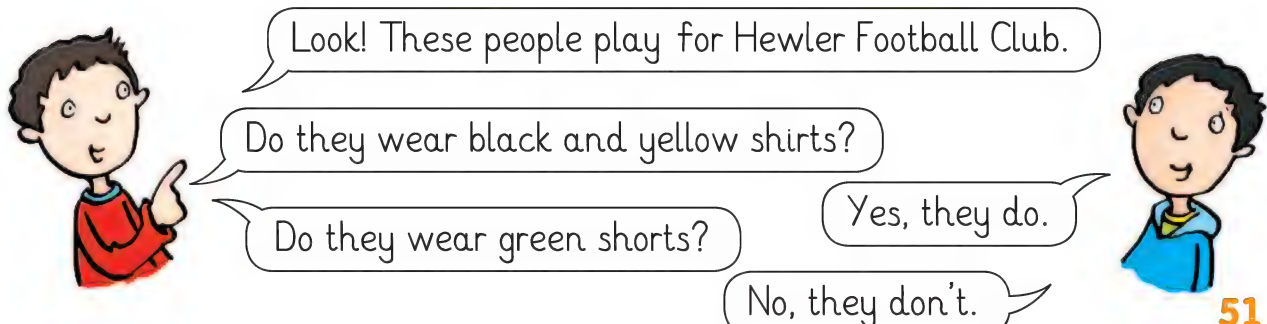 Look! These people play for Hewler Football Club.
Do they wear black and yellow shirts?
Yes, they do.
Do they wear green shorts?
No, they don't.
51